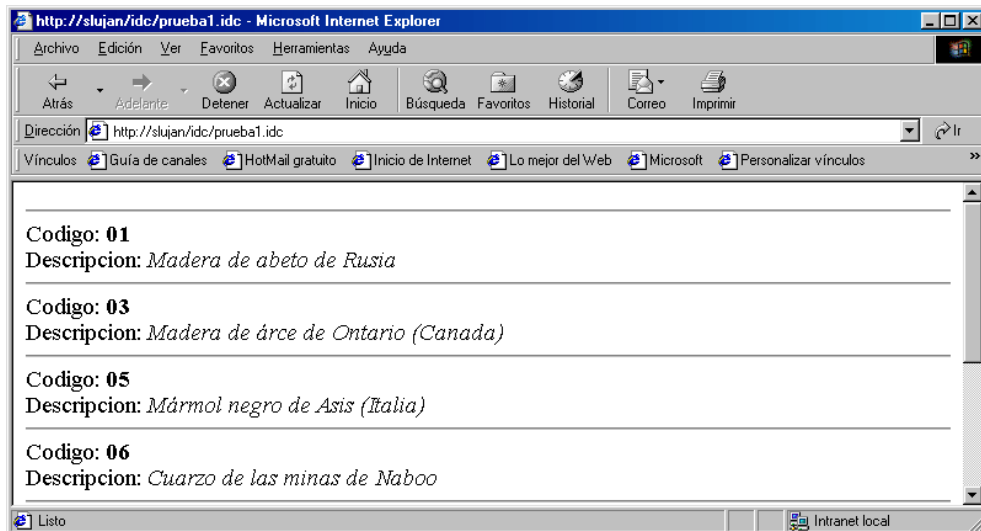 http://slujan/idc/prueba1.idc - Microsoft Internet Explorer
Archivo Edición Ver Favoritos Herramientas Ayuda
Atrás Adelante Detener Actualizar Inicio Búsqueda Favoritos Historial Correo Imprimir
Dirección http://slujan/idc/prueba1.idc Ir
Vínculos Guía de canales HotMail gratuito Inicio de Internet Lo mejor del Web Microsoft Personalizar vínculos »
Codigo: 01
Descripcion: Madera de abeto de Rusia
Codigo: 03
Descripcion: Madera de árce de Ontario (Canada)
Codigo: 05
Descripcion: Mármol negro de Asis (Italia)
Codigo: 06
Descripcion: Cuarzo de las minas de Naboo
Listo Intranet local